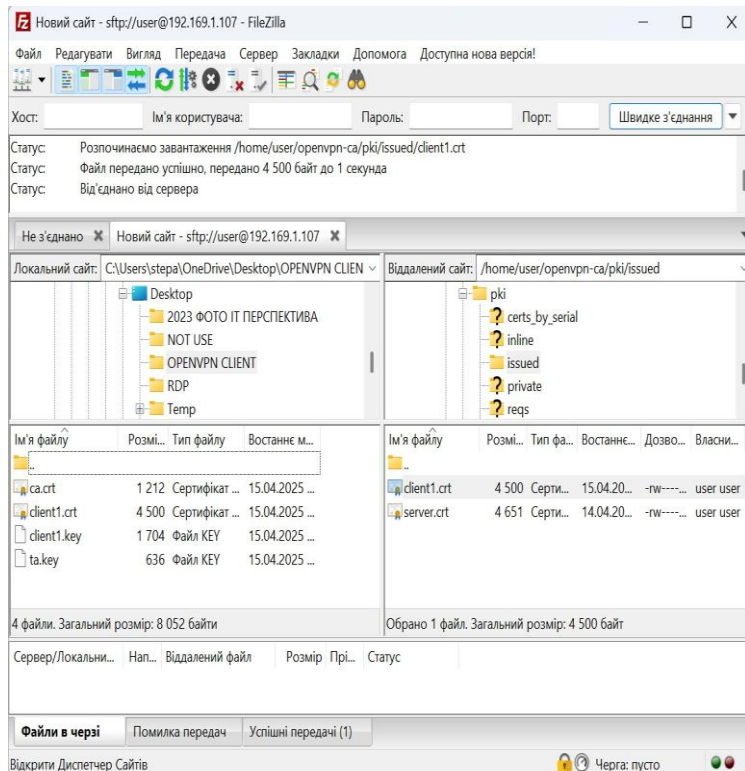 Новий сайт - sftp://user@192.169.1.107 - FileZilla
Файл Редагувати Вигляд Передача Сервер Закладки Допомога Доступна нова версія!
Хост: Ім'я користувача: Пароль: Порт: Швидке з'єднання
Статус: Розпочинаємо завантаження /home/user/openvpn-ca/pki/issued/client1.crt
Статус: Файл передано успішно, передано 4 500 байт до 1 секунда
Статус: Від'єднано від сервера
Не з'єднано Новий сайт - sftp://user@192.169.1.107
Локальний сайт: C:\Users\stepa\OneDrive\Desktop\OPENVPN CLIEN
Desktop
2023 ФОТО ІТ ПЕРСПЕКТИВА
NOT USE
OPENVPN CLIENT
RDP
Temp
Віддалений сайт: /home/user/openvpn-ca/pki/issued
pki
certs_by_serial
inline
issued
private
reqs
Ім'я файлу Розмі... Тип файлу Востаннє м...
..
ca.crt 1 212 Сертифікат ... 15.04.2025 ...
client1.crt 4 500 Сертифікат ... 15.04.2025 ...
client1.key 1 704 Файл KEY 15.04.2025 ...
ta.key 636 Файл KEY 15.04.2025 ...
4 файли. Загальний розмір: 8 052 байти
Ім'я файлу Розмі... Тип фа... Востаннє... Дозво... Власни...
..
client1.crt 4 500 Серти... 15.04.20... -rw----... user user
server.crt 4 651 Серти... 14.04.20... -rw----... user user
Обрано 1 файл. Загальний розмір: 4 500 байт
Сервер/Локальни... Нап... Віддалений файл Розмір Прі... Статус
Файли в черзі Помилка передач Успішні передачі (1)
Відкрити Диспетчер Сайтів Черга: пусто